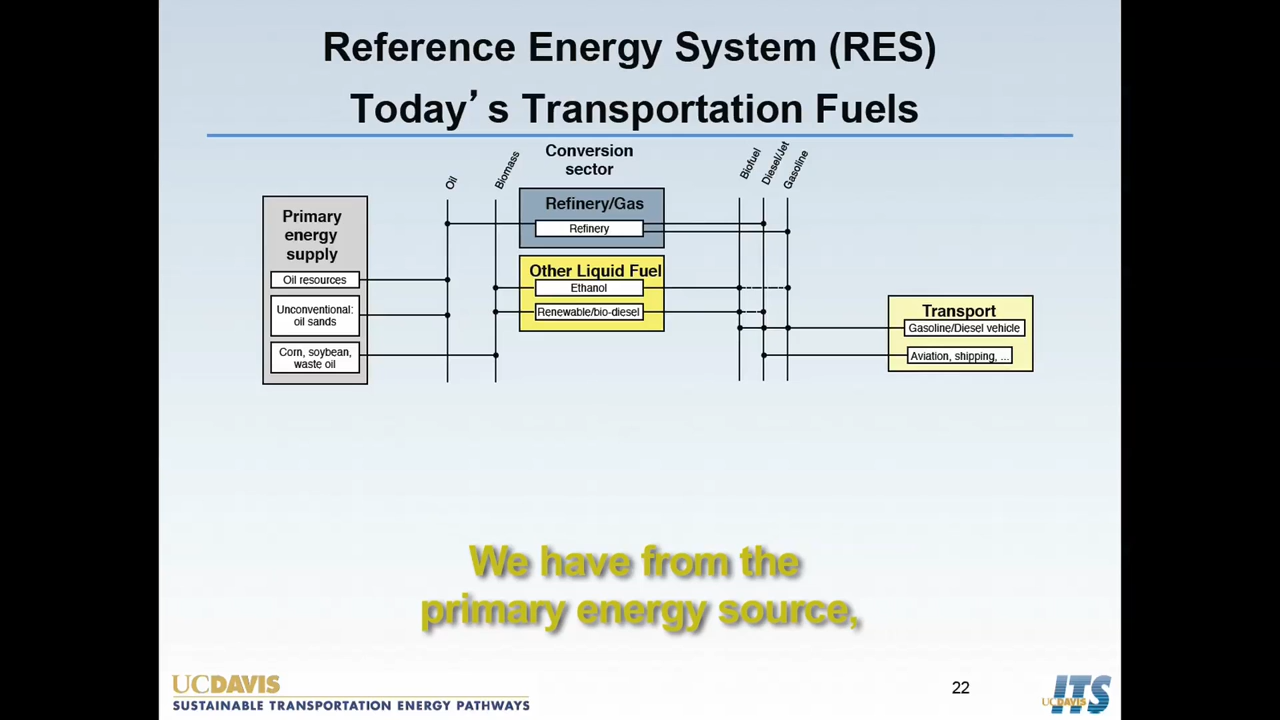 Reference Energy System (RES)
Today's Transportation Fuels
Conversion
sector
Oil
Biomass
Biofuel
Diesel/Jet
Gasoline
Primary
energy
supply
Oil resources
Unconventional:
oil sands
Corn, soybean,
waste oil
Refinery/Gas
Refinery
Other Liquid Fuel
Ethanol
Renewable/bio-diesel
Transport
Gasoline/Diesel vehicle
Aviation, shipping, ...
We have from the
primary energy source,
UCDAVIS
SUSTAINABLE TRANSPORTATION ENERGY PATHWAYS
22
UCDAVIS
ITS